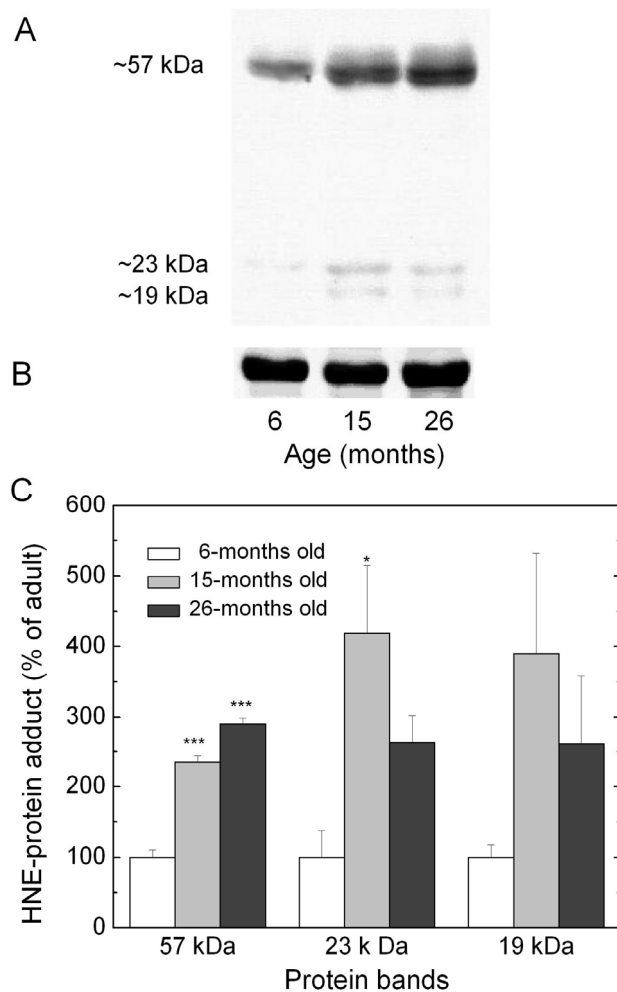 A
~57 kDa
~23 kDa
~19 kDa
B
6 15 26
Age (months)
C
HNE-protein adduct (% of adult)
600
500
400
300
200
100
0
6-months old
15-months old
26-months old
***
***
*
57 kDa 23 k Da 19 kDa
Protein bands